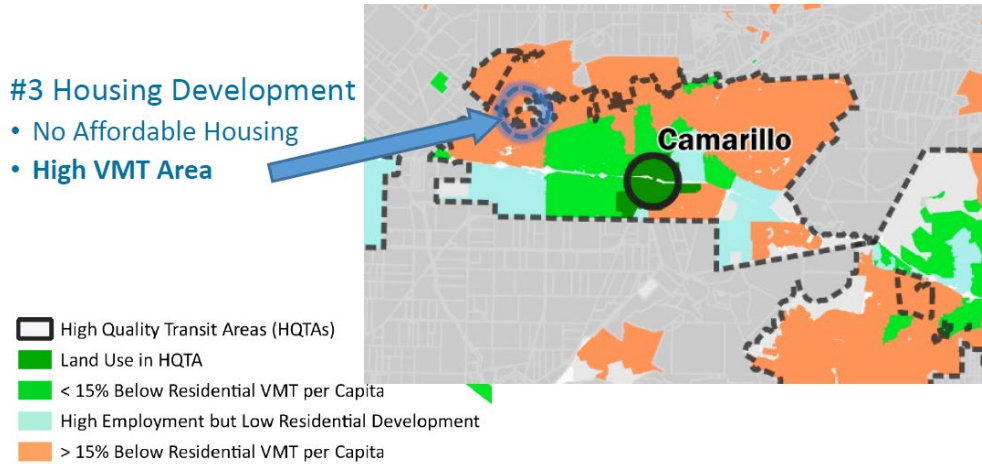 #3 Housing Development
• No Affordable Housing
• High VMT Area
Camarillo
High Quality Transit Areas (HQTAs)
Land Use in HQTA
< 15% Below Residential VMT per Capita
High Employment but Low Residential Development
> 15% Below Residential VMT per Capita